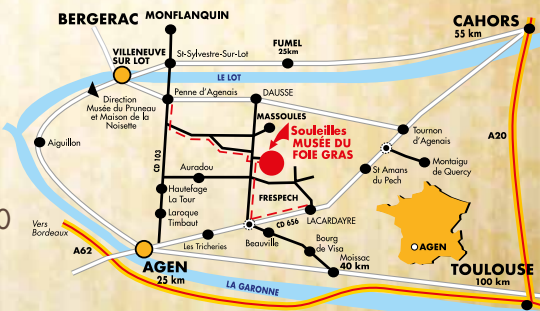 BERGERAC
MONFLANQUIN
CAHORS
55 km
VILLENEUVE
SUR LOT
St-Sylvestre-Sur-Lot
FUMEL
25km
LE LOT
Direction
Musée du Pruneau
et Maison de la
Noisette
Penne d'Agenais
DAUSSE
MASSOULES
Souleilles
MUSÉE DU
FOIE GRAS
Tournon
d'Agenais
A20
Aiguillon
CD 103
Auradou
Montaigu
de Quercy
St Amans
du Pech
Hautefage
La Tour
FRESPECH
Laroque
Timbaut
CD 656
LACARDAYRE
Vers
Bordeaux
A62
Les Tricheries
Beauville
Bourg
de Visa
AGEN
AGEN
25 km
Moissac
40 km
TOULOUSE
100 km
LA GARONNE